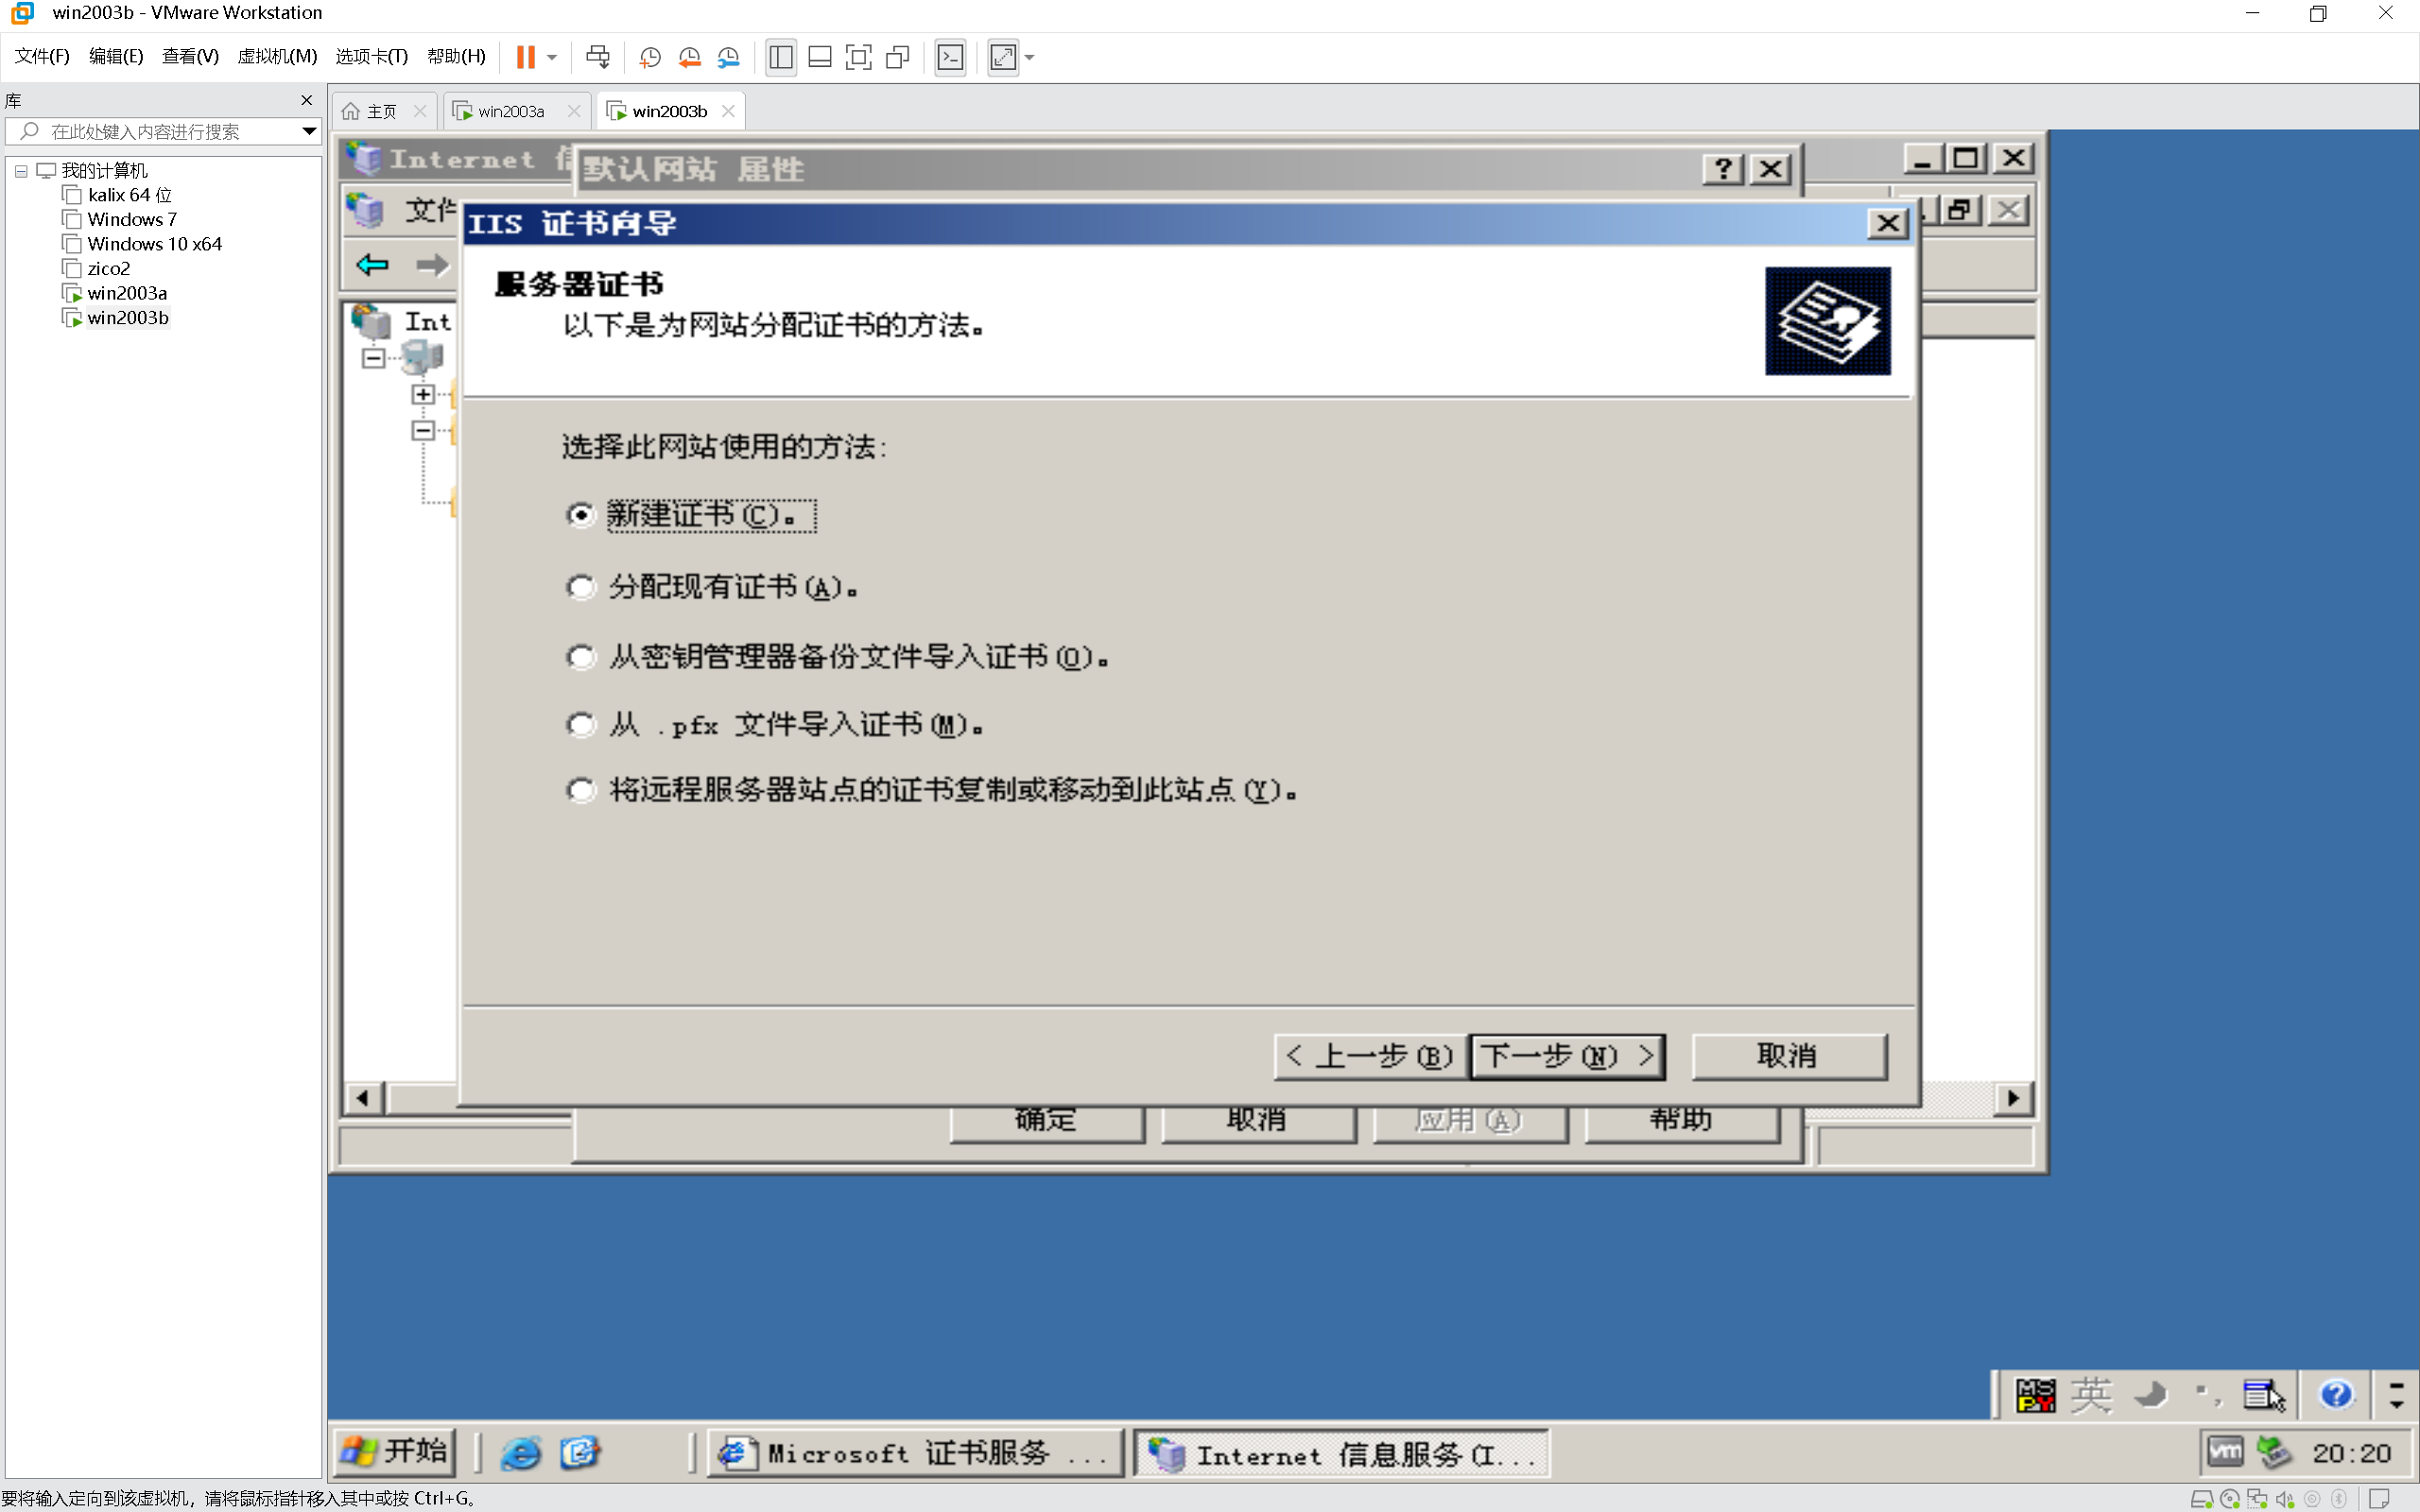 win2003b - VMware Workstation
文件(F) 编辑(E) 查看(V) 虚拟机(M) 选项卡(T) 帮助(H)
库
在此处键入内容进行搜索
我的计算机
kalix 64 位
Windows 7
Windows 10 x64
zico2
win2003a
win2003b
主页 win2003a win2003b
Internet 信
默认网站 属性
文件
IIS 证书向导
服务器证书
以下是为网站分配证书的方法。
Int
选择此网站使用的方法:
新建证书(C)。
分配现有证书(A)。
从密钥管理器备份文件导入证书(O)。
从 .pfx 文件导入证书(M)。
将远程服务器站点的证书复制或移动到此站点(Y)。
< 上一步(B) 下一步(N) > 取消
确定 取消 应用(A) 帮助
英
开始 Microsoft 证书服务 ... Internet 信息服务(I... vm 20:20
要将输入定向到该虚拟机，请将鼠标指针移入其中或按 Ctrl+G。